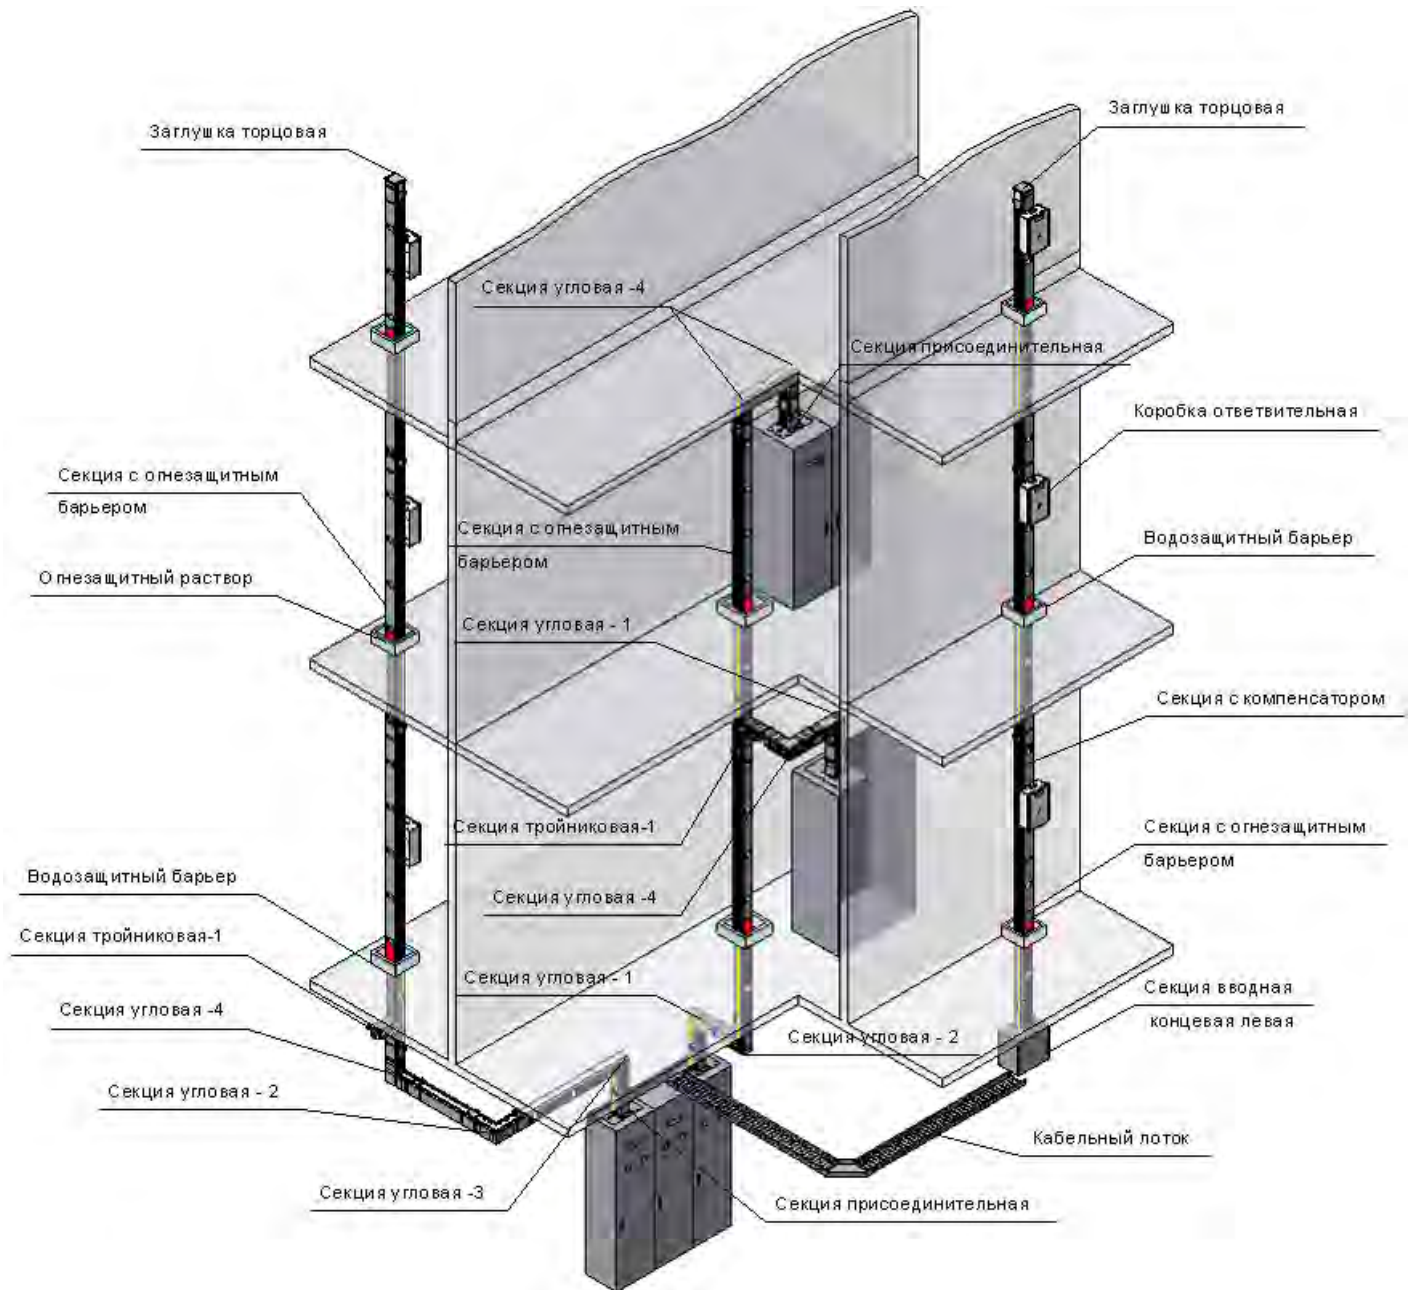 Заглушка торцовая
Заглушка торцовая
Секция угловая -4
Секция присоединительная
Коробка ответвительная
Секция с огнезащитным
барьером
Секция с огнезащитным
барьером
Водозащитный барьер
Огнезащитный раствор
Секция угловая - 1
Секция с компенсатором
Секция тройниковая-1
Секция с огнезащитным
барьером
Водозащитный барьер
Секция угловая -4
Секция тройниковая-1
Секция угловая - 1
Секция вводная
концевая левая
Секция угловая -4
Секция угловая - 2
Секция угловая - 2
Кабельный лоток
Секция угловая -3
Секция присоединительная